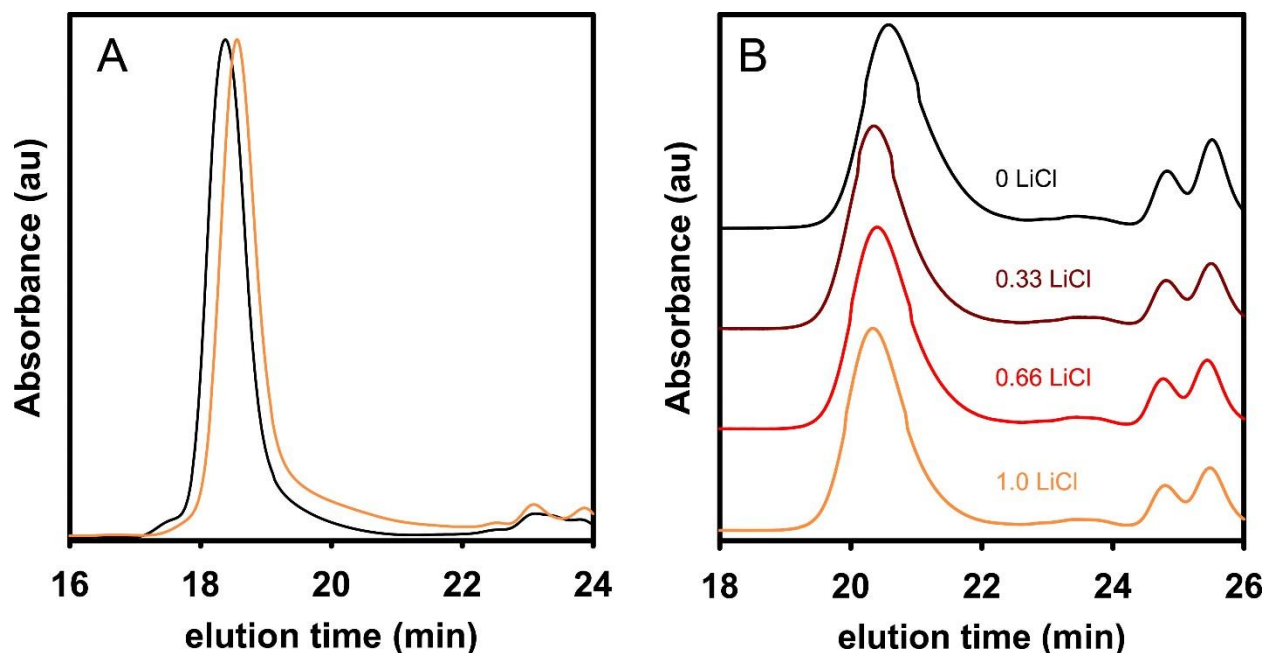 A
Absorbance (au)
16 18 20 22 24
elution time (min)
B
Absorbance (au)
0 LiCl
0.33 LiCl
0.66 LiCl
1.0 LiCl
18 20 22 24 26
elution time (min)